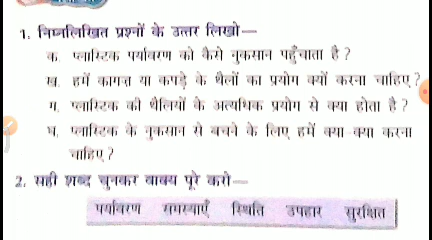 1. निम्नलिखित प्रश्नों के उत्तर लिखो—
क. प्लास्टिक पर्यावरण को कैसे नुकसान पहुँचाता है ?
ख. हमें कागज़ या कपड़े के थैलों का प्रयोग क्यों करना चाहिए ?
ग. प्लास्टिक की थैलियों के अत्यधिक प्रयोग से क्या होता है ?
घ. प्लास्टिक के नुकसान से बचने के लिए हमें क्या-क्या करना
चाहिए ?
2. सही शब्द चुनकर वाक्य पूरे करो—
पर्यावरण समस्याएँ स्थिति उपहार सुरक्षित